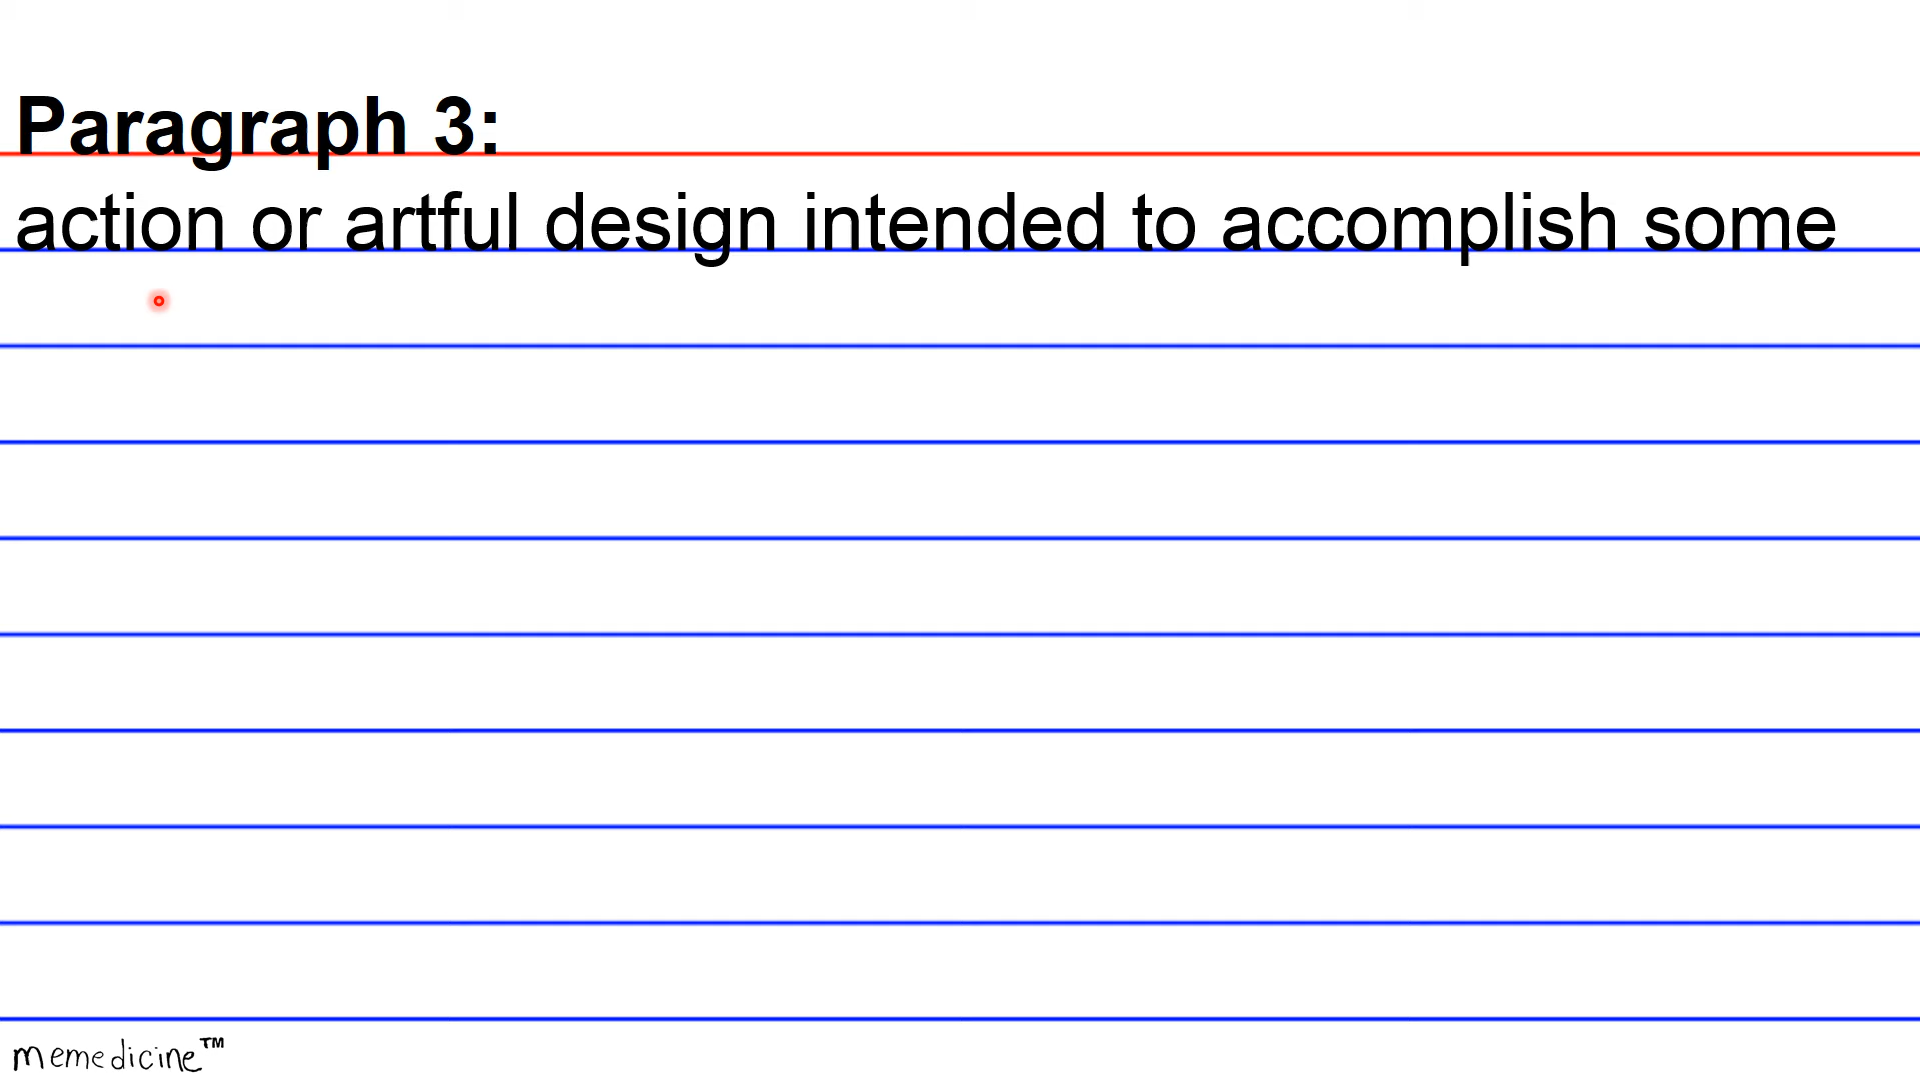 Paragraph 3:
action or artful design intended to accomplish some
memedicine™